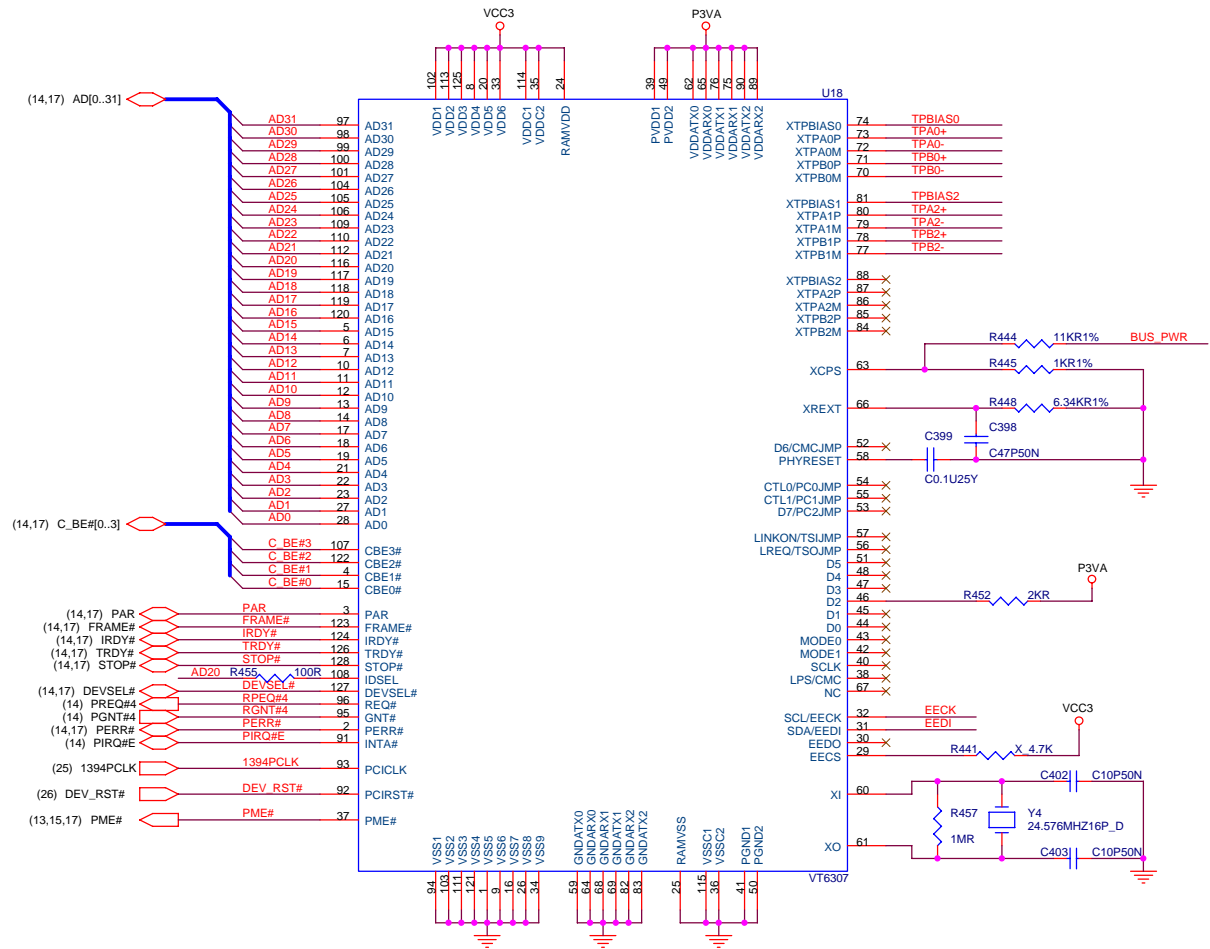 VCC3
P3VA
102
113
125
8
20
33
114
35
24
39
49
62
65
76
75
90
89
U18
VDD1
VDD2
VDD3
VDD4
VDD5
VDD6
VDDC1
VDDC2
RAMVDD
PVDD1
PVDD2
VDDATX0
VDDARX0
VDDATX1
VDDARX1
VDDATX2
VDDARX2
(14,17) AD[0..31]
AD31 97 AD31
AD30 98 AD30
AD29 99 AD29
AD28 100 AD28
AD27 101 AD27
AD26 104 AD26
AD25 105 AD25
AD24 106 AD24
AD23 109 AD23
AD22 110 AD22
AD21 112 AD21
AD20 116 AD20
AD19 117 AD19
AD18 118 AD18
AD17 119 AD17
AD16 120 AD16
AD15 5 AD15
AD14 6 AD14
AD13 7 AD13
AD12 10 AD12
AD11 11 AD11
AD10 12 AD10
AD9 13 AD9
AD8 14 AD8
AD7 17 AD7
AD6 18 AD6
AD5 19 AD5
AD4 21 AD4
AD3 22 AD3
AD2 23 AD2
AD1 27 AD1
AD0 28 AD0
(14,17) C_BE#[0..3]
C_BE#3 107 CBE3#
C_BE#2 122 CBE2#
C_BE#1 4 CBE1#
C_BE#0 15 CBE0#
(14,17) PAR PAR 3 PAR
(14,17) FRAME# FRAME# 123 FRAME#
(14,17) IRDY# IRDY# 124 IRDY#
(14,17) TRDY# TRDY# 126 TRDY#
(14,17) STOP# STOP# 128 STOP#
AD20 R455 100R 108 IDSEL
(14,17) DEVSEL# DEVSEL# 127 DEVSEL#
(14) PREQ#4 RPEQ#4 96 REQ#
(14) PGNT#4 RGNT#4 95 GNT#
(14,17) PERR# PERR# 2 PERR#
(14) PIRQ#E PIRQ#E 91 INTA#
(25) 1394PCLK 1394PCLK 93 PCICLK
(26) DEV_RST# DEV_RST# 92 PCIRST#
(13,15,17) PME# PME# 37 PME#
XTPBIAS0 74 TPBIAS0
XTPA0P 73 TPA0+
XTPA0M 72 TPA0-
XTPB0P 71 TPB0+
XTPB0M 70 TPB0-
XTPBIAS1 81 TPBIAS2
XTPA1P 80 TPA2+
XTPA1M 79 TPA2-
XTPB1P 78 TPB2+
XTPB1M 77 TPB2-
XTPBIAS2 88
XTPA2P 87
XTPA2M 86
XTPB2P 85
XTPB2M 84
R444 11KR1% BUS_PWR
XCPS 63 R445 1KR1%
XREXT 66 R448 6.34KR1%
C398
C47P50N
D6/CMCJMP 52
PHYRESET 58
C399
C0.1U25Y
CTL0/PC0JMP 54
CTL1/PC1JMP 55
D7/PC2JMP 53
LINKON/TSIJMP 57
LREQ/TSOJMP 56
D5 51
D4 48
D3 47
D2 46 R452 2KR P3VA
D1 45
D0 44
MODE0 43
MODE1 42
SCLK 40
LPS/CMC 38
NC 67
SCL/EECK 32 EECK
SDA/EEDI 31 EEDI
EEDO 30
EECS 29 R441 X_4.7K VCC3
XI 60
C402 C10P50N
R457
1MR
Y4
24.576MHZ16P_D
XO 61
C403 C10P50N
VSS1
VSS2
VSS3
VSS4
VSS5
VSS6
VSS7
VSS8
VSS9
GNDATX0
GNDARX0
GNDARX1
GNDATX1
GNDARX2
GNDATX2
RAMVSS
VSSC1
VSSC2
PGND1
PGND2
VT6307
94
103
111
121
1
9
16
26
34
59
64
68
69
82
83
25
115
36
41
50